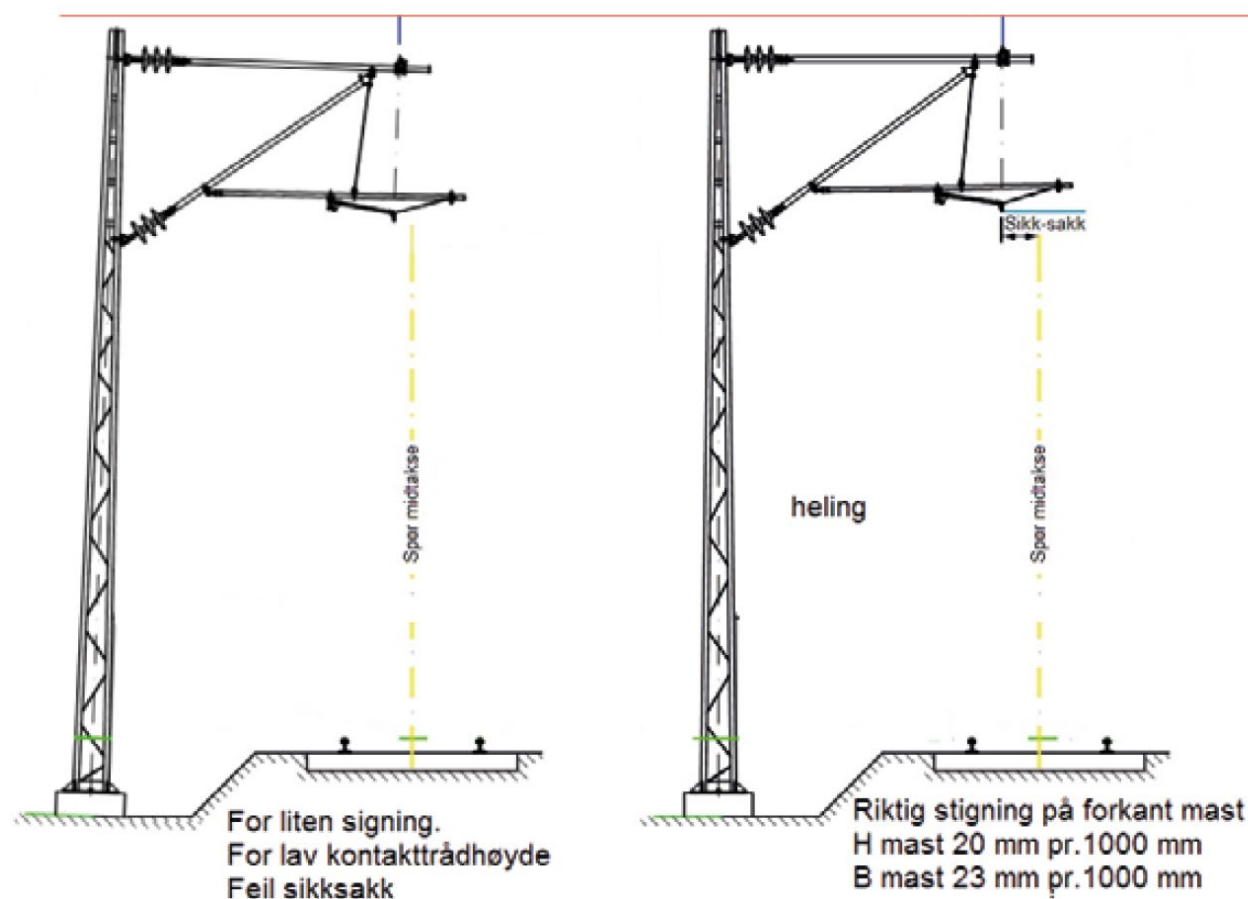 Sikk-sakk
Spor midtakse
Spor midtakse
heling
For liten signing.
For lav kontakttrådhøyde
Feil sikksakk
Riktig stigning på forkant mast
H mast 20 mm pr.1000 mm
B mast 23 mm pr.1000 mm